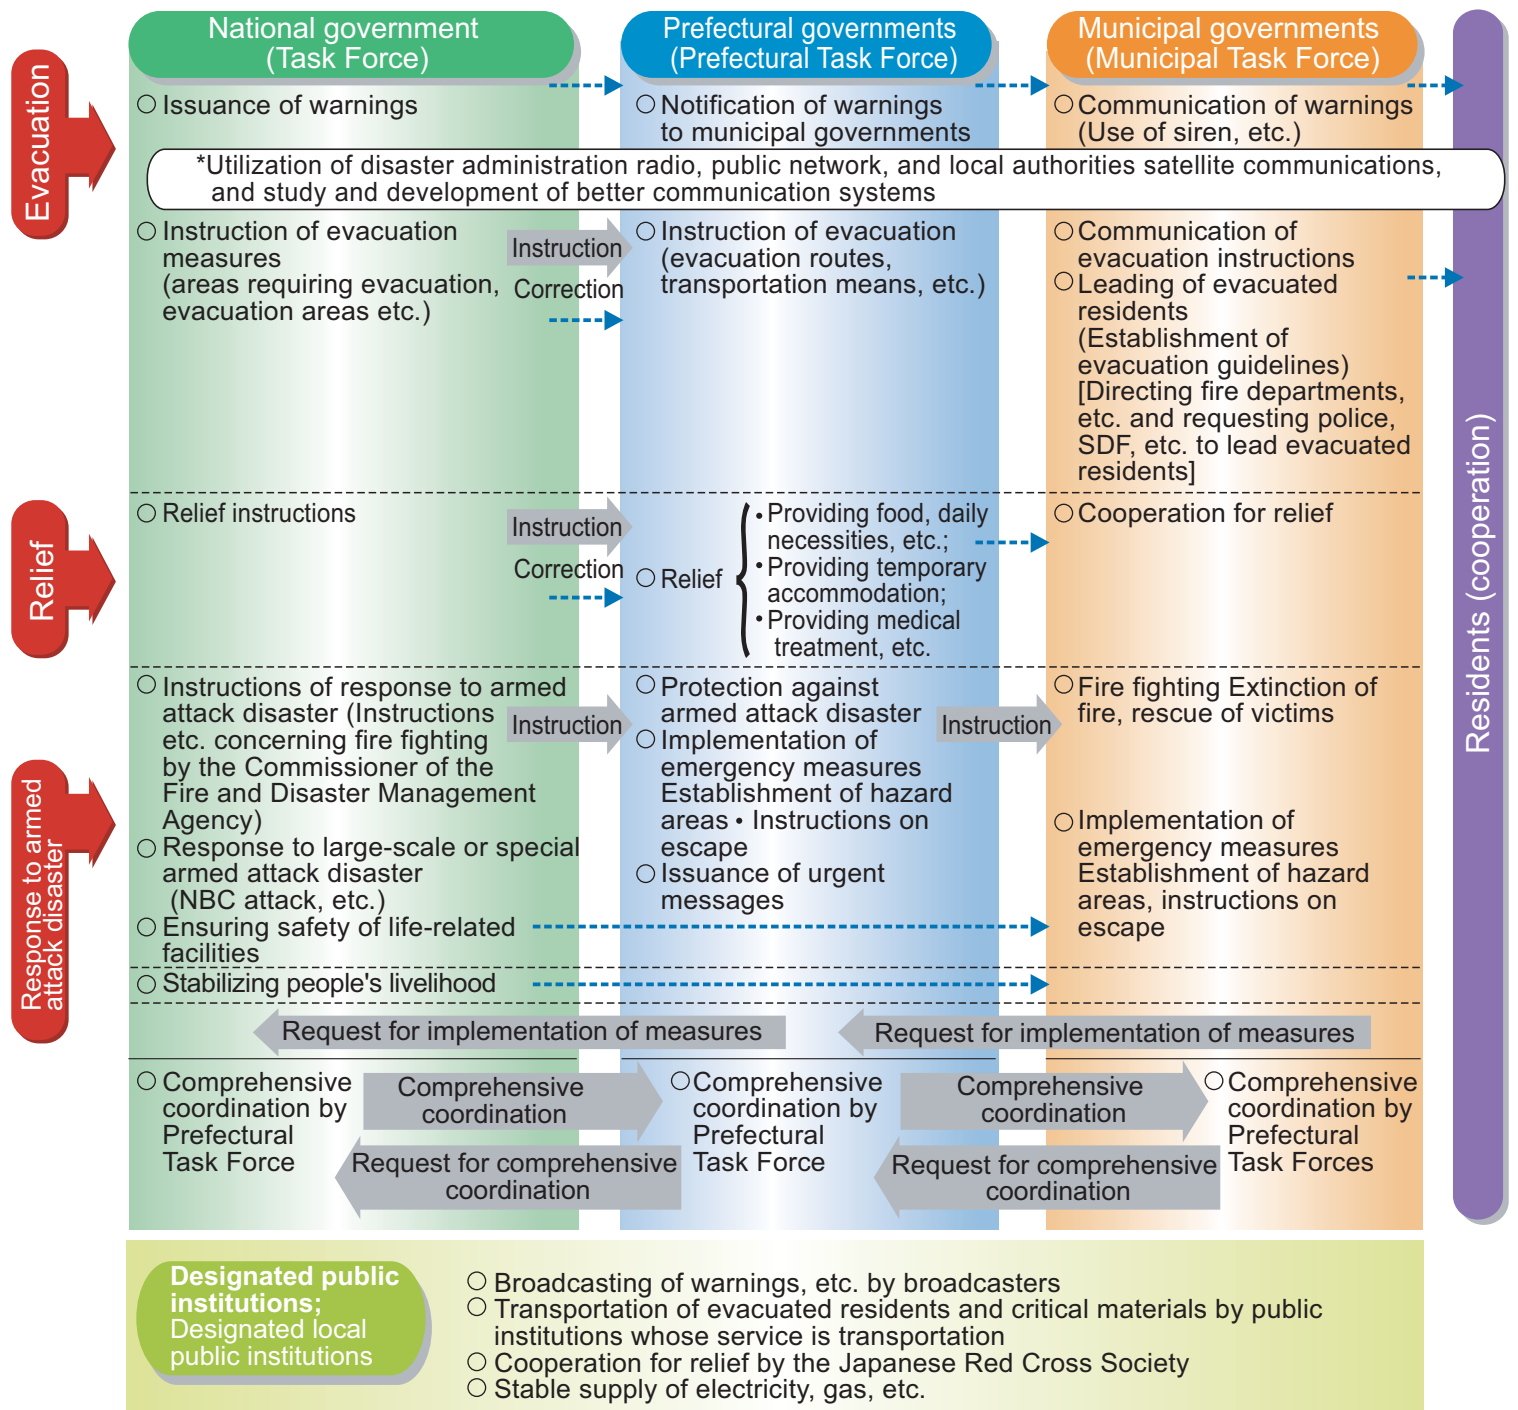 National government
(Task Force)
Prefectural governments
(Prefectural Task Force)
Municipal governments
(Municipal Task Force)
Evacuation
○ Issuance of warnings
○ Notification of warnings
to municipal governments
○ Communication of warnings
(Use of siren, etc.)
*Utilization of disaster administration radio, public network, and local authorities satellite communications,
and study and development of better communication systems
○ Instruction of evacuation
measures
(areas requiring evacuation,
evacuation areas etc.)
Instruction
Correction
○ Instruction of evacuation
(evacuation routes,
transportation means, etc.)
○ Communication of
evacuation instructions
○ Leading of evacuated
residents
(Establishment of
evacuation guidelines)
[Directing fire departments,
etc. and requesting police,
SDF, etc. to lead evacuated
residents]
Residents (cooperation)
Relief
○ Relief instructions
Instruction
Correction
○ Relief
• Providing food, daily
necessities, etc.;
• Providing temporary
accommodation;
• Providing medical
treatment, etc.
○ Cooperation for relief
Response to armed
attack disaster
○ Instructions of response to armed
attack disaster (Instructions
etc. concerning fire fighting
by the Commissioner of the
Fire and Disaster Management
Agency)
○ Response to large-scale or special
armed attack disaster
(NBC attack, etc.)
○ Ensuring safety of life-related
facilities
Instruction
○ Protection against
armed attack disaster
○ Implementation of
emergency measures
Establishment of hazard
areas • Instructions on
escape
○ Issuance of urgent
messages
Instruction
○ Fire fighting Extinction of
fire, rescue of victims
○ Implementation of
emergency measures
Establishment of hazard
areas, instructions on
escape
○ Stabilizing people's livelihood
Request for implementation of measures
Request for implementation of measures
○ Comprehensive
coordination by
Prefectural
Task Force
Comprehensive
coordination
Request for comprehensive
coordination
○ Comprehensive
coordination by
Prefectural
Task Force
Comprehensive
coordination
Request for comprehensive
coordination
○ Comprehensive
coordination by
Prefectural
Task Forces
Designated public
institutions;
Designated local
public institutions
○ Broadcasting of warnings, etc. by broadcasters
○ Transportation of evacuated residents and critical materials by public
institutions whose service is transportation
○ Cooperation for relief by the Japanese Red Cross Society
○ Stable supply of electricity, gas, etc.